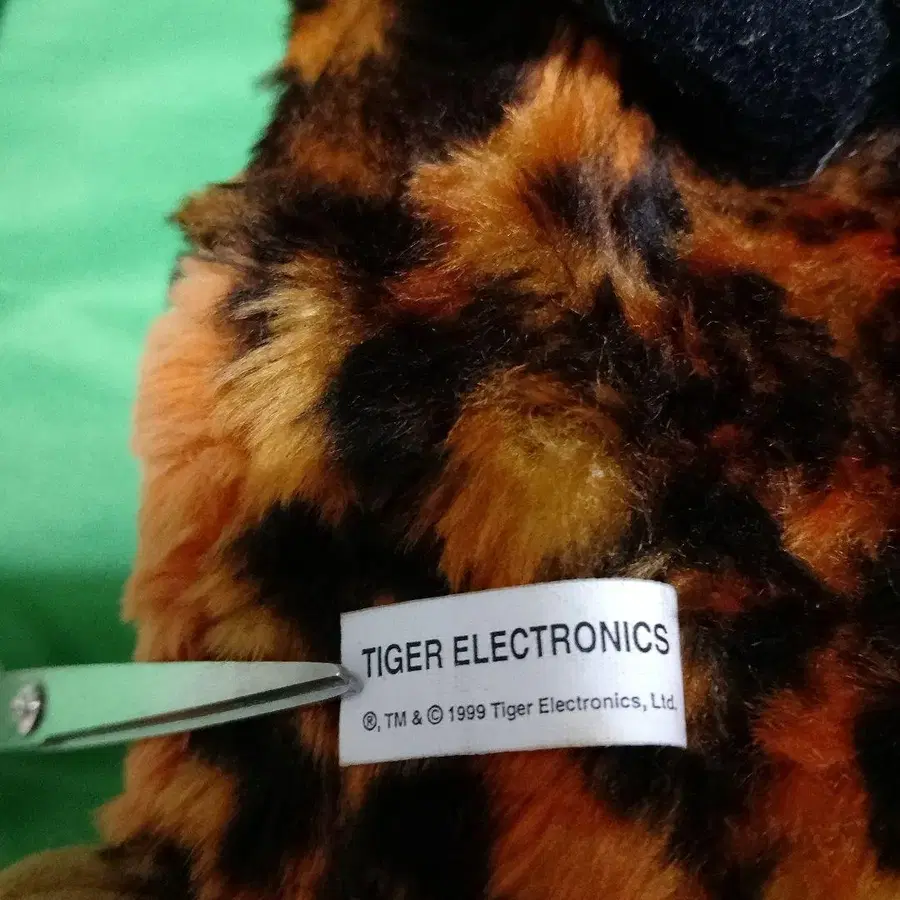 TIGER ELECTRONICS
®, TM & © 1999 Tiger Electronics, Ltd.